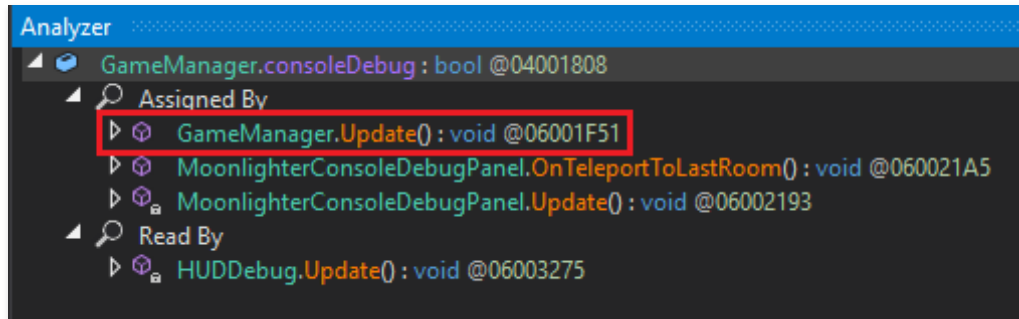 Analyzer
GameManager.consoleDebug : bool @04001808
Assigned By
GameManager.Update() : void @06001F51
MoonlighterConsoleDebugPanel.OnTeleportToLastRoom() : void @060021A5
MoonlighterConsoleDebugPanel.Update() : void @06002193
Read By
HUDDebug.Update() : void @06003275